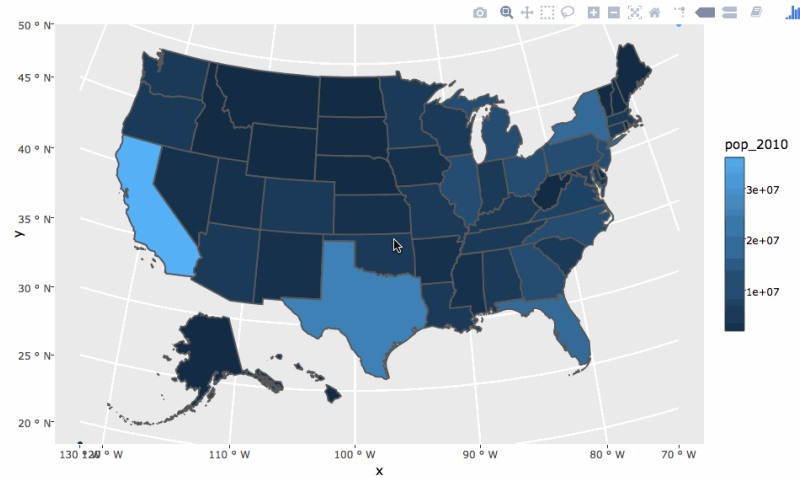 50 ° N
45 ° N
40 ° N
35 ° N
30 ° N
25 ° N
20 ° N
y
130 ° W
110 ° W
100 ° W
90 ° W
80 ° W
70 ° W
x
pop_2010
3e+07
2e+07
1e+07